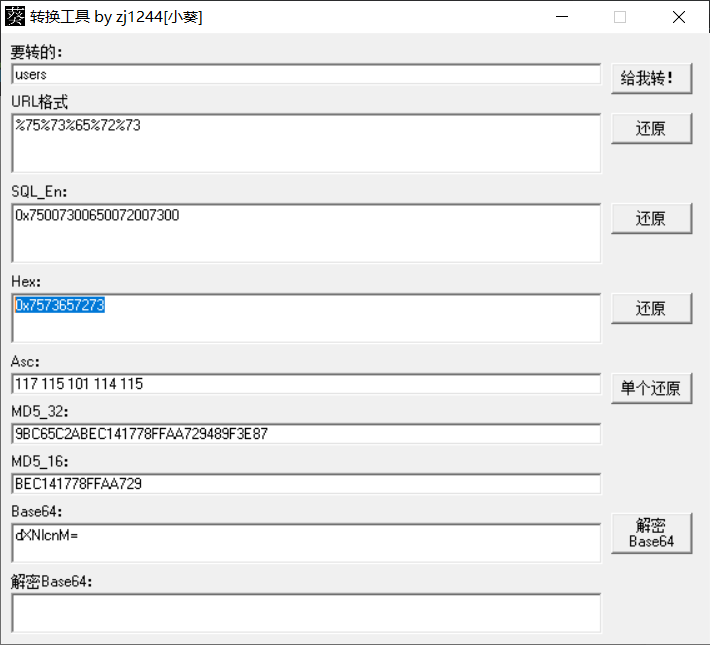 葵 转换工具 by zj1244[小葵]
要转的:
users
给我转!
URL格式
%75%73%65%72%73
还原
SQL_En:
0x75007300650072007300
还原
Hex:
0x7573657273
还原
Asc:
117 115 101 114 115
单个还原
MD5_32:
9BC65C2ABEC141778FFAA729489F3E87
MD5_16:
BEC141778FFAA729
Base64:
dXNlcnM=
解密
Base64
解密Base64: